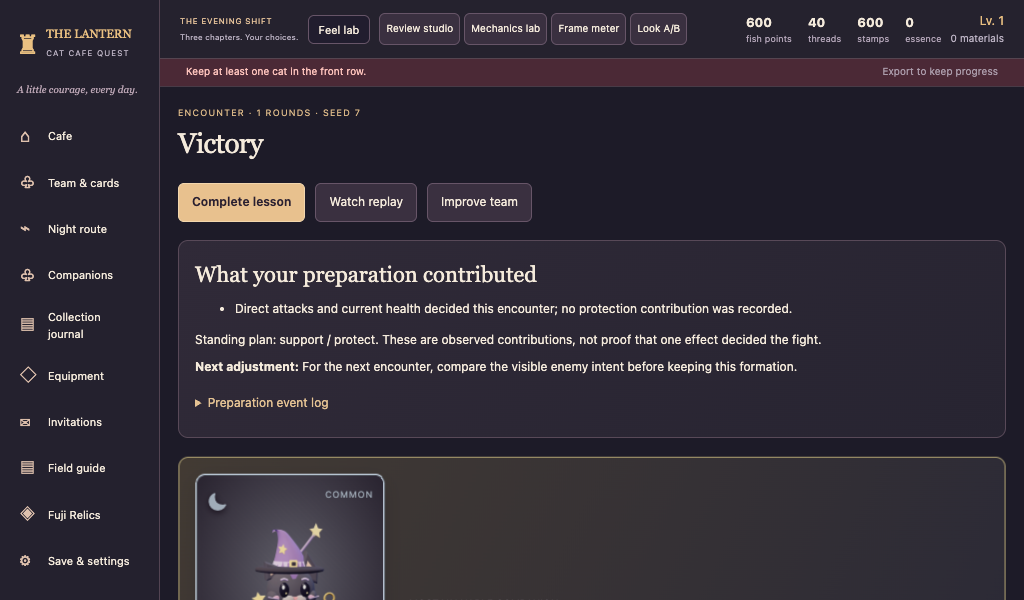 THE LANTERN
CAT CAFE QUEST
A little courage, every day.
Cafe
Team & cards
Night route
Companions
Collection
journal
Equipment
Invitations
Field guide
Fuji Relics
Save & settings
THE EVENING SHIFT
Three chapters. Your choices.
Feel lab
Review studio
Mechanics lab
Frame meter
Look A/B
600
fish points
40
threads
600
stamps
0
essence
Lv. 1
0 materials
Keep at least one cat in the front row.
Export to keep progress
ENCOUNTER · 1 ROUNDS · SEED 7
Victory
Complete lesson
Watch replay
Improve team
What your preparation contributed
• Direct attacks and current health decided this encounter; no protection contribution was recorded.
Standing plan: support / protect. These are observed contributions, not proof that one effect decided the fight.
Next adjustment: For the next encounter, compare the visible enemy intent before keeping this formation.
Preparation event log
COMMON